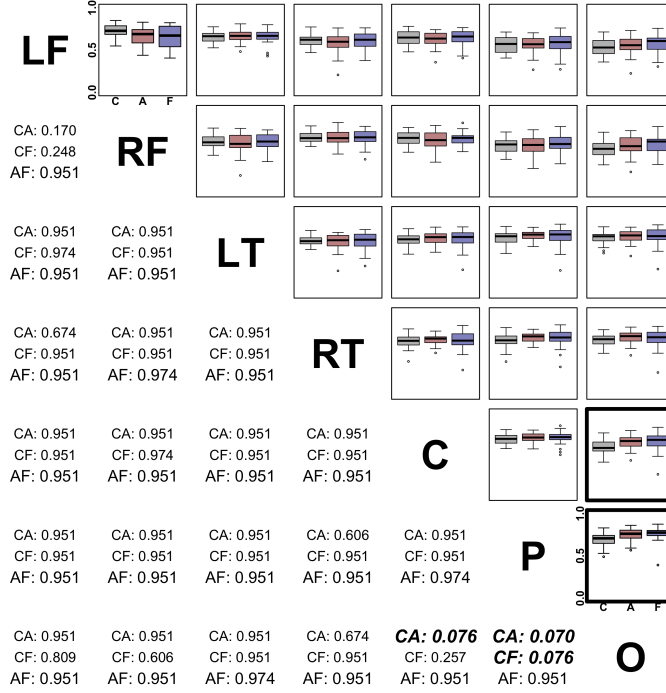 1.0
LF
0.5
0.0
C A F
CA: 0.170
CF: 0.248
AF: 0.951
RF
CA: 0.951 CA: 0.951
CF: 0.974 CF: 0.951
AF: 0.951 AF: 0.951
LT
CA: 0.674 CA: 0.951 CA: 0.951
CF: 0.951 CF: 0.951 CF: 0.951
AF: 0.951 AF: 0.974 AF: 0.951
RT
CA: 0.951 CA: 0.951 CA: 0.951 CA: 0.951
CF: 0.951 CF: 0.974 CF: 0.951 CF: 0.951
AF: 0.951 AF: 0.951 AF: 0.951 AF: 0.951
C
1.0
CA: 0.951 CA: 0.951 CA: 0.951 CA: 0.606 CA: 0.951
CF: 0.951 CF: 0.951 CF: 0.951 CF: 0.951 CF: 0.951
AF: 0.951 AF: 0.951 AF: 0.951 AF: 0.951 AF: 0.974
P
0.5
0.0
C A F
CA: 0.951 CA: 0.951 CA: 0.951 CA: 0.674 CA: 0.076 CA: 0.070
CF: 0.809 CF: 0.606 CF: 0.951 CF: 0.951 CF: 0.257 CF: 0.076
AF: 0.951 AF: 0.951 AF: 0.974 AF: 0.951 AF: 0.951 AF: 0.951
O